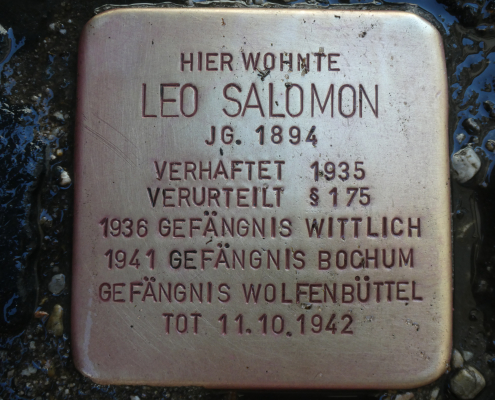 HIER WOHNTE
LEO SALOMON
JG. 1894
VERHAFTET 1935
VERURTEILT § 175
1936 GEFÄNGNIS WITTLICH
1941 GEFÄNGNIS BOCHUM
GEFÄNGNIS WOLFENBÜTTEL
TOT 11.10.1942